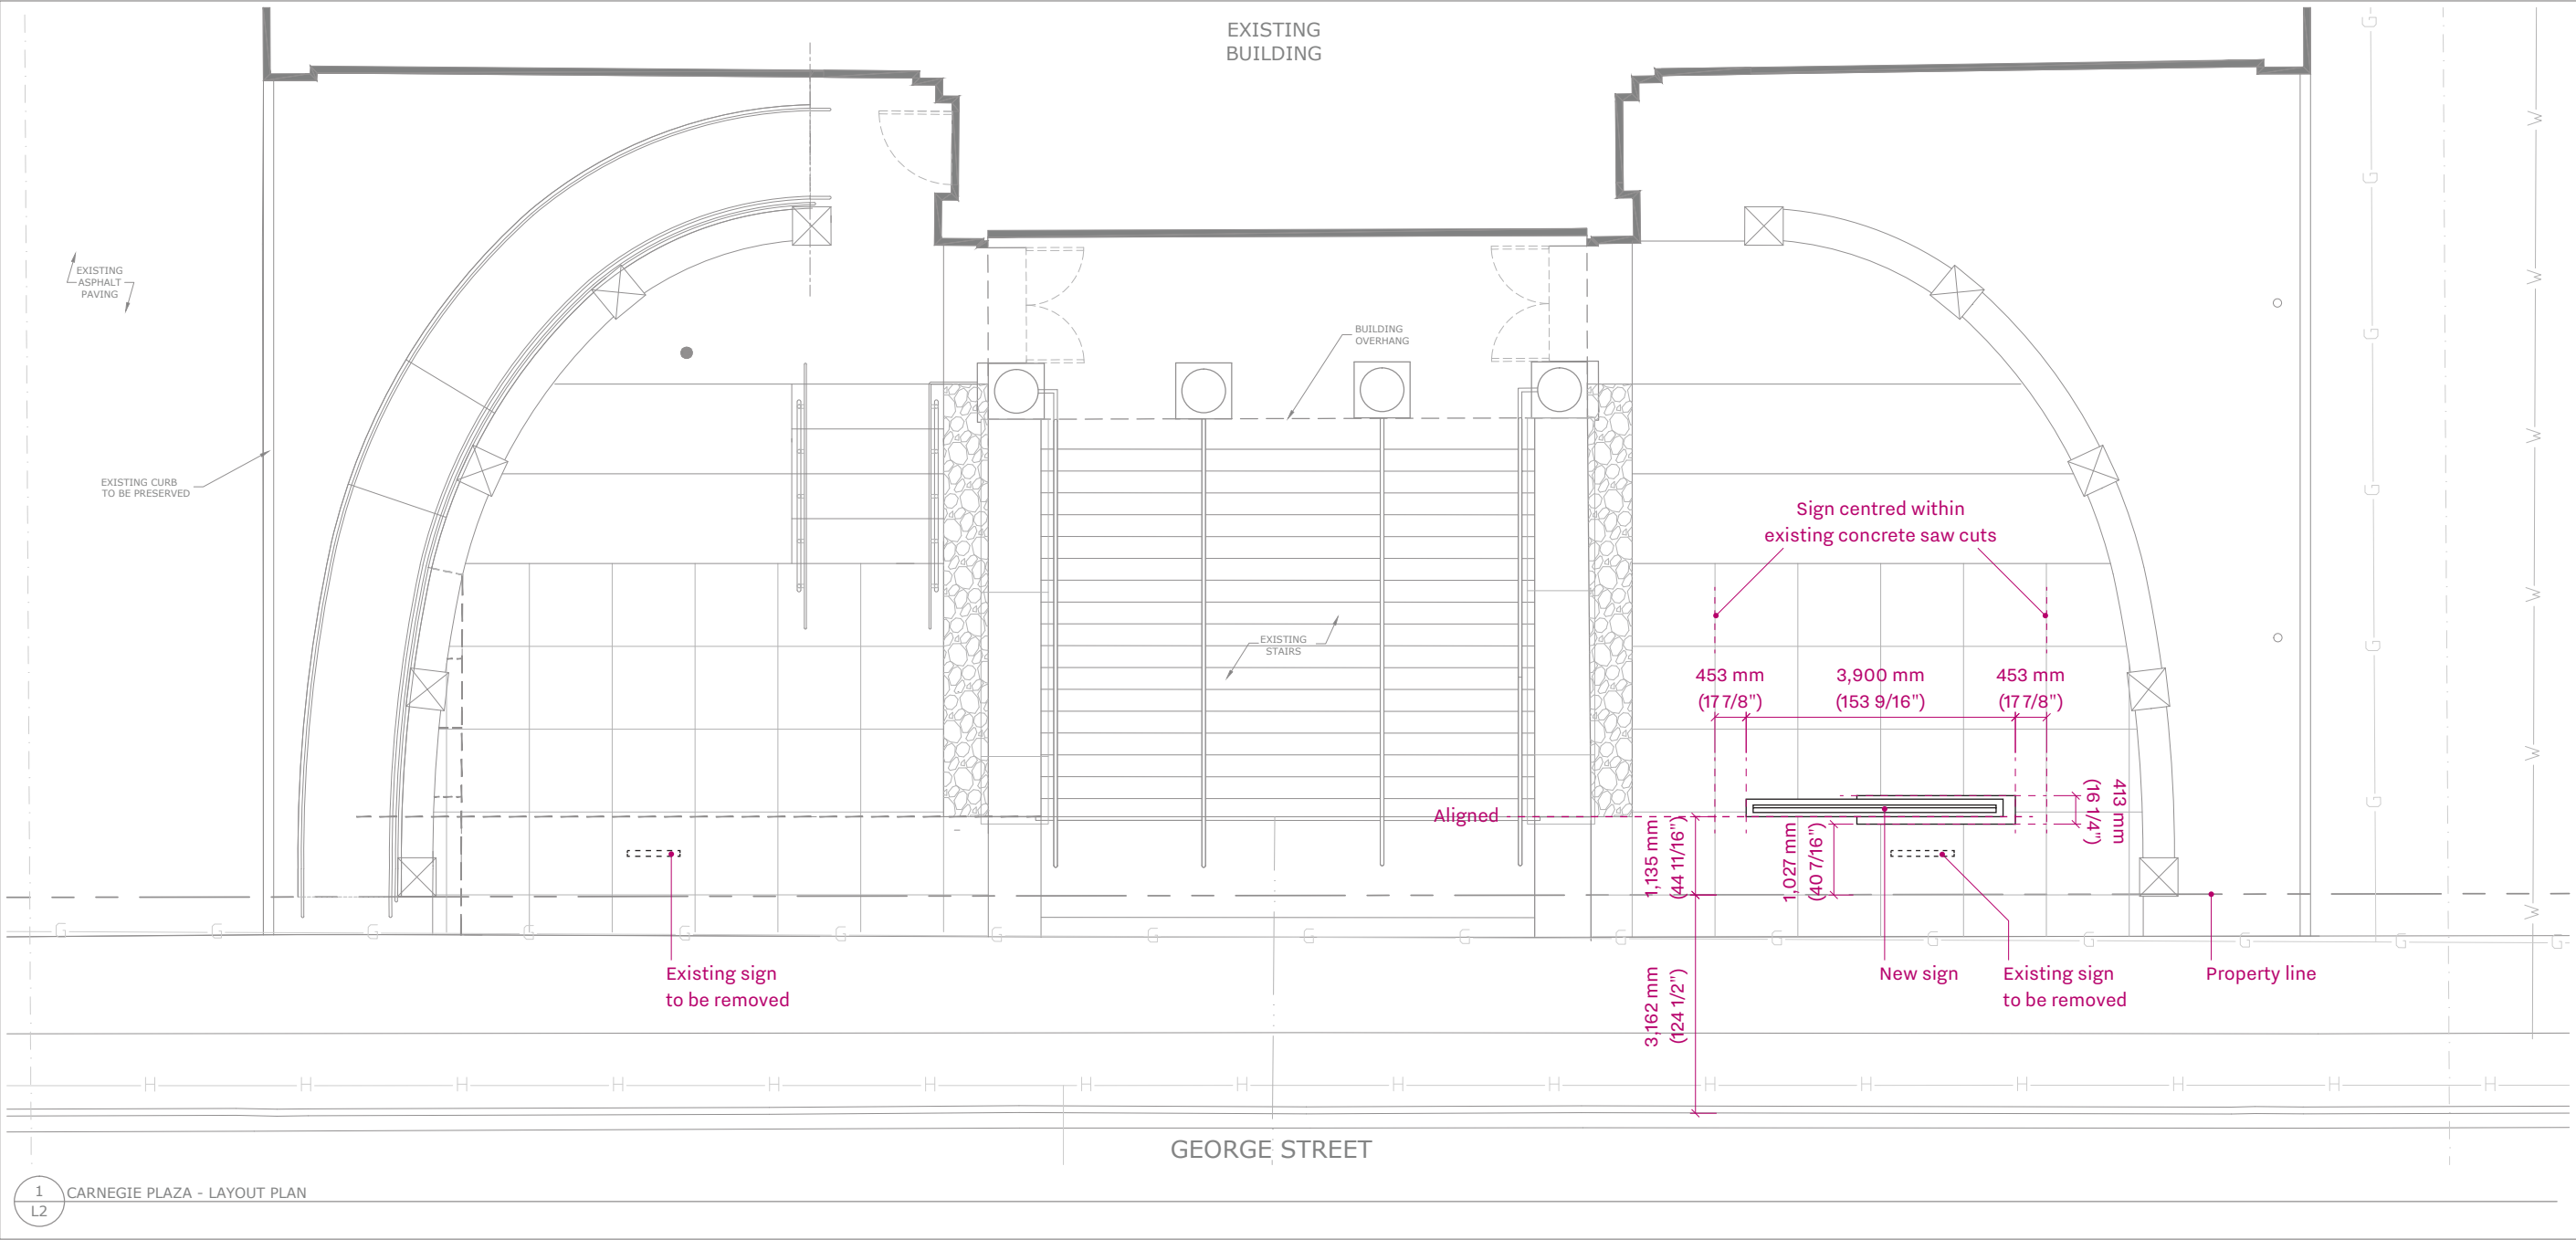 EXISTING
BUILDING
EXISTING
ASPHALT
PAVING
BUILDING
OVERHANG
EXISTING CURB
TO BE PRESERVED
Sign centred within
existing concrete saw cuts
EXISTING
STAIRS
453 mm
(17 7/8")
3,900 mm
(153 9/16")
453 mm
(17 7/8")
413 mm
(16 1/4")
Aligned
1,135 mm
(44 11/16")
1,027 mm
(40 7/16")
Existing sign
to be removed
New sign
Existing sign
to be removed
Property line
3,162 mm
(124 1/2")
G G G G G G G G G G G G G G G G G
G
G
G
G
G
G
W
W
W
W
W
W
H H H H H H H H H H H H H H H H
GEORGE STREET
1
L2
CARNEGIE PLAZA - LAYOUT PLAN